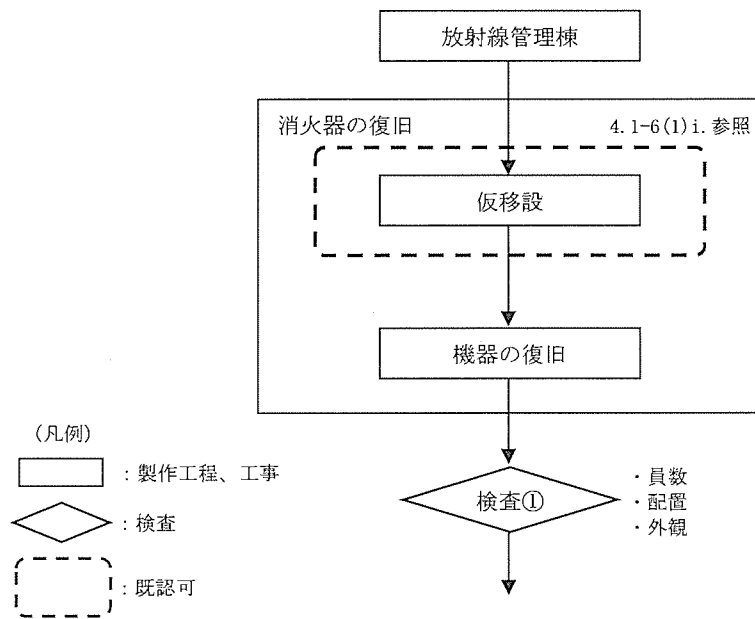 放射線管理棟
消火器の復旧
4.1-6(1)i.参照
仮移設
機器の復旧
検査①
・員数
・配置
・外観
(凡例)
：製作工程、工事
：検査
：既認可